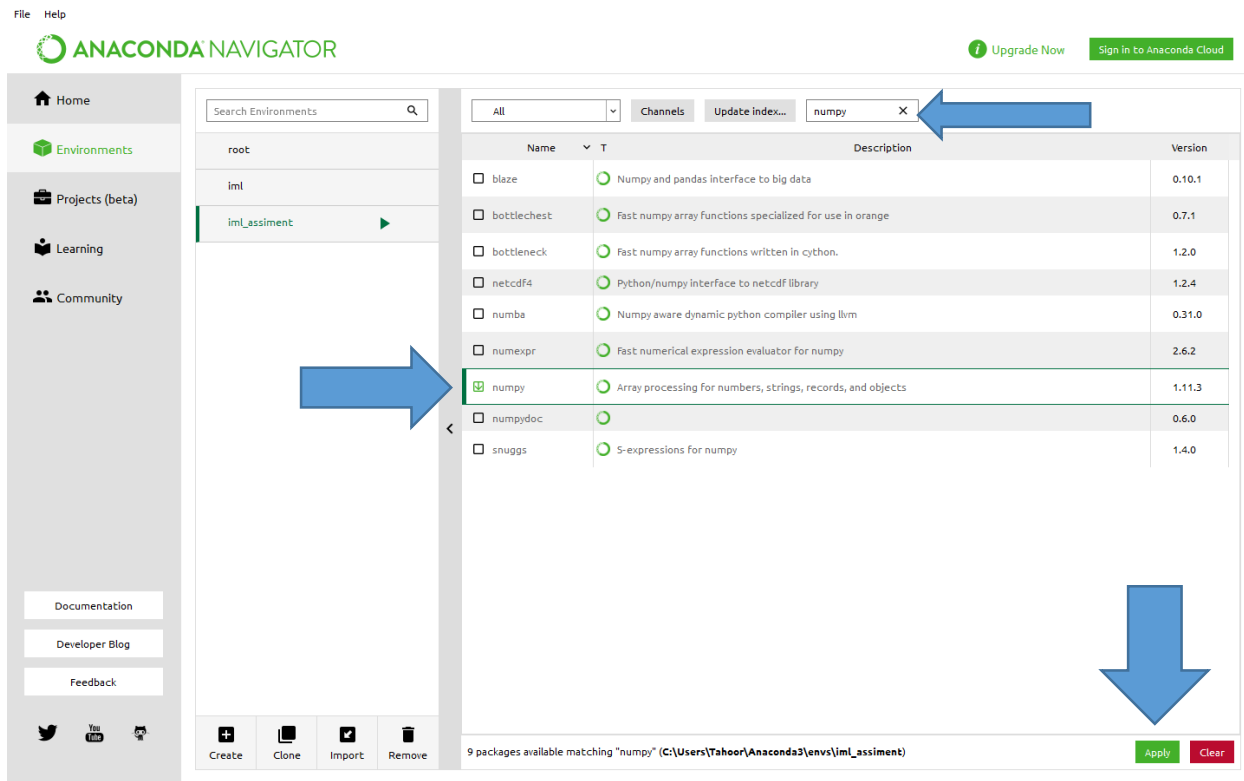 File Help
ANACONDA NAVIGATOR
Upgrade Now
Sign in to Anaconda Cloud
Home
Environments
Projects (beta)
Learning
Community
Documentation
Developer Blog
Feedback
You Tube
Search Environments
root
iml
iml_assiment
Create Clone Import Remove
All Channels Update index... numpy
Name T Description Version
blaze Numpy and pandas interface to big data 0.10.1
bottlechest Fast numpy array functions specialized for use in orange 0.7.1
bottleneck Fast numpy array functions written in cython. 1.2.0
netcdf4 Python/numpy interface to netcdf library 1.2.4
numba Numpy aware dynamic python compiler using llvm 0.31.0
numexpr Fast numerical expression evaluator for numpy 2.6.2
numpy Array processing for numbers, strings, records, and objects 1.11.3
numpydoc 0.6.0
snuggs S-expressions for numpy 1.4.0
9 packages available matching "numpy" (C:\Users\Tahoor\Anaconda3\envs\iml_assiment)
Apply Clear